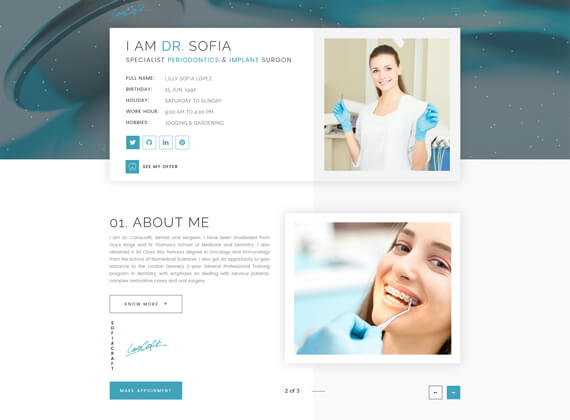 I AM DR. SOFIA
SPECIALIST PERIODONTICS & IMPLANT SURGON
FULL NAME: LILLY SOFIA LOPEZ
BIRTHDAY: 25 JUN, 1992
HOLIDAY: SATURDAY TO SUNDAY
WORK HOUR: 9:00 AM TO 4:00 PM
HOBBIES: JOGGING & GARDENING
SEE MY OFFER
01. ABOUT ME
I am Dr. Conscraft, dentist oral surgeon. I have been Graduated from
Guy's Kings and St Thomas's School of Medicine and Dentistry. I also
obtained a 1st Class BSc honours degree in Oncology and Immunology
from the School of Biomedical Sciences. I also got an opportunity to gain
entrance to the London Deanery 2-year General Professional Training
program in dentistry, with emphasis on dealing with nervous patients,
complex restorative cases and oral surgery.
KNOW MORE
SOFIACRAFT
MAKE APPOINMENT
2 of 3